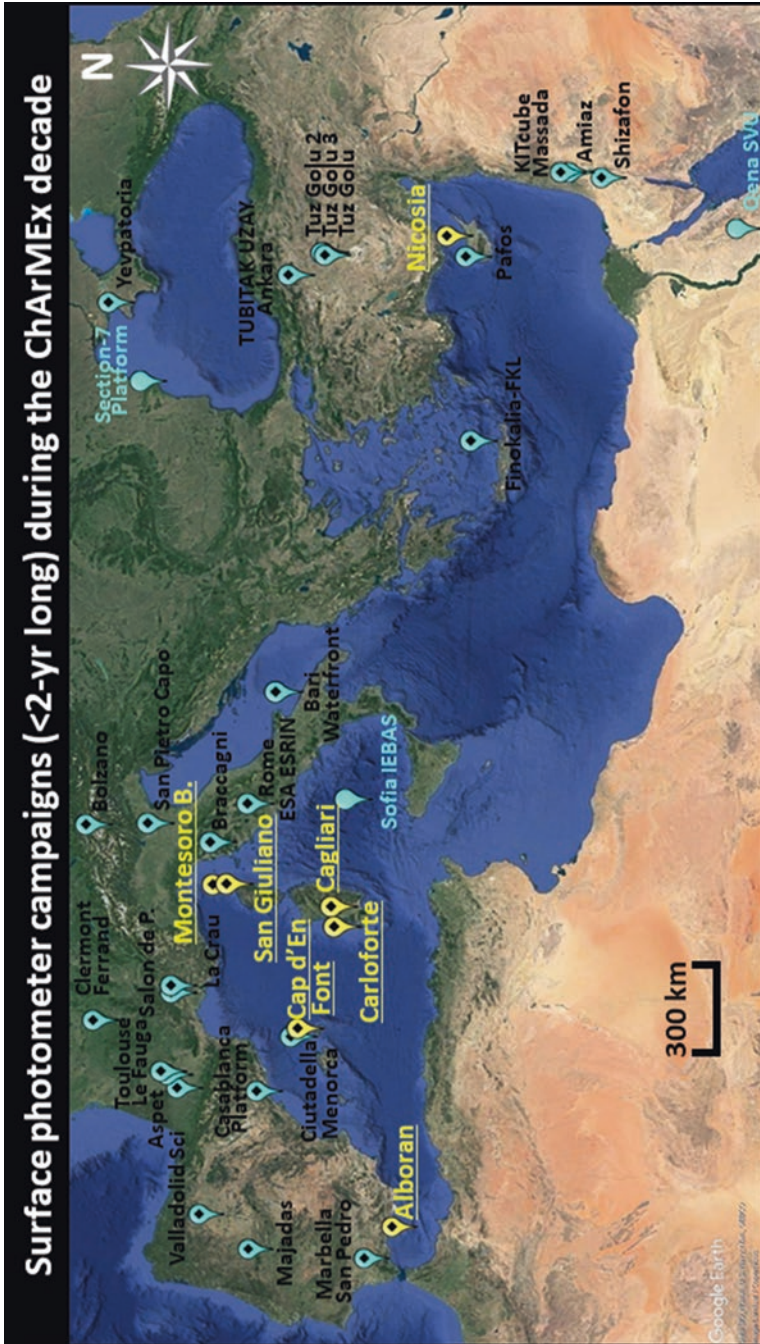 Surface photometer campaigns (<2-yr long) during the ChArMEx decade
N
Clermont
Ferrand
Bolzano
Yevpatoria
Section-7
Platform
San Pietro Capo
Toulouse
Le Fauga
Aspet
Salon de P.
La Crau
Montesoro B.
Braccagni
Valladolid Sci
Casablanca
Platform
San Giuliano
Rome
ESA ESRIN
Bari
Waterfront
TUBITAK UZAY
Ankara
Tuz Golu 2
Tuz Golu 3
Tuz Golu
Majadas
Cap d'En
Font
Ciutadella
Menorca
Cagliari
Carloforte
Sofia IEBAS
Marbella
San Pedro
Alboran
Finokalia-FKL
Nicosia
Pafos
KITcube
Massada
Amiaz
Shizafon
Qena SVU
300 km
Google Earth